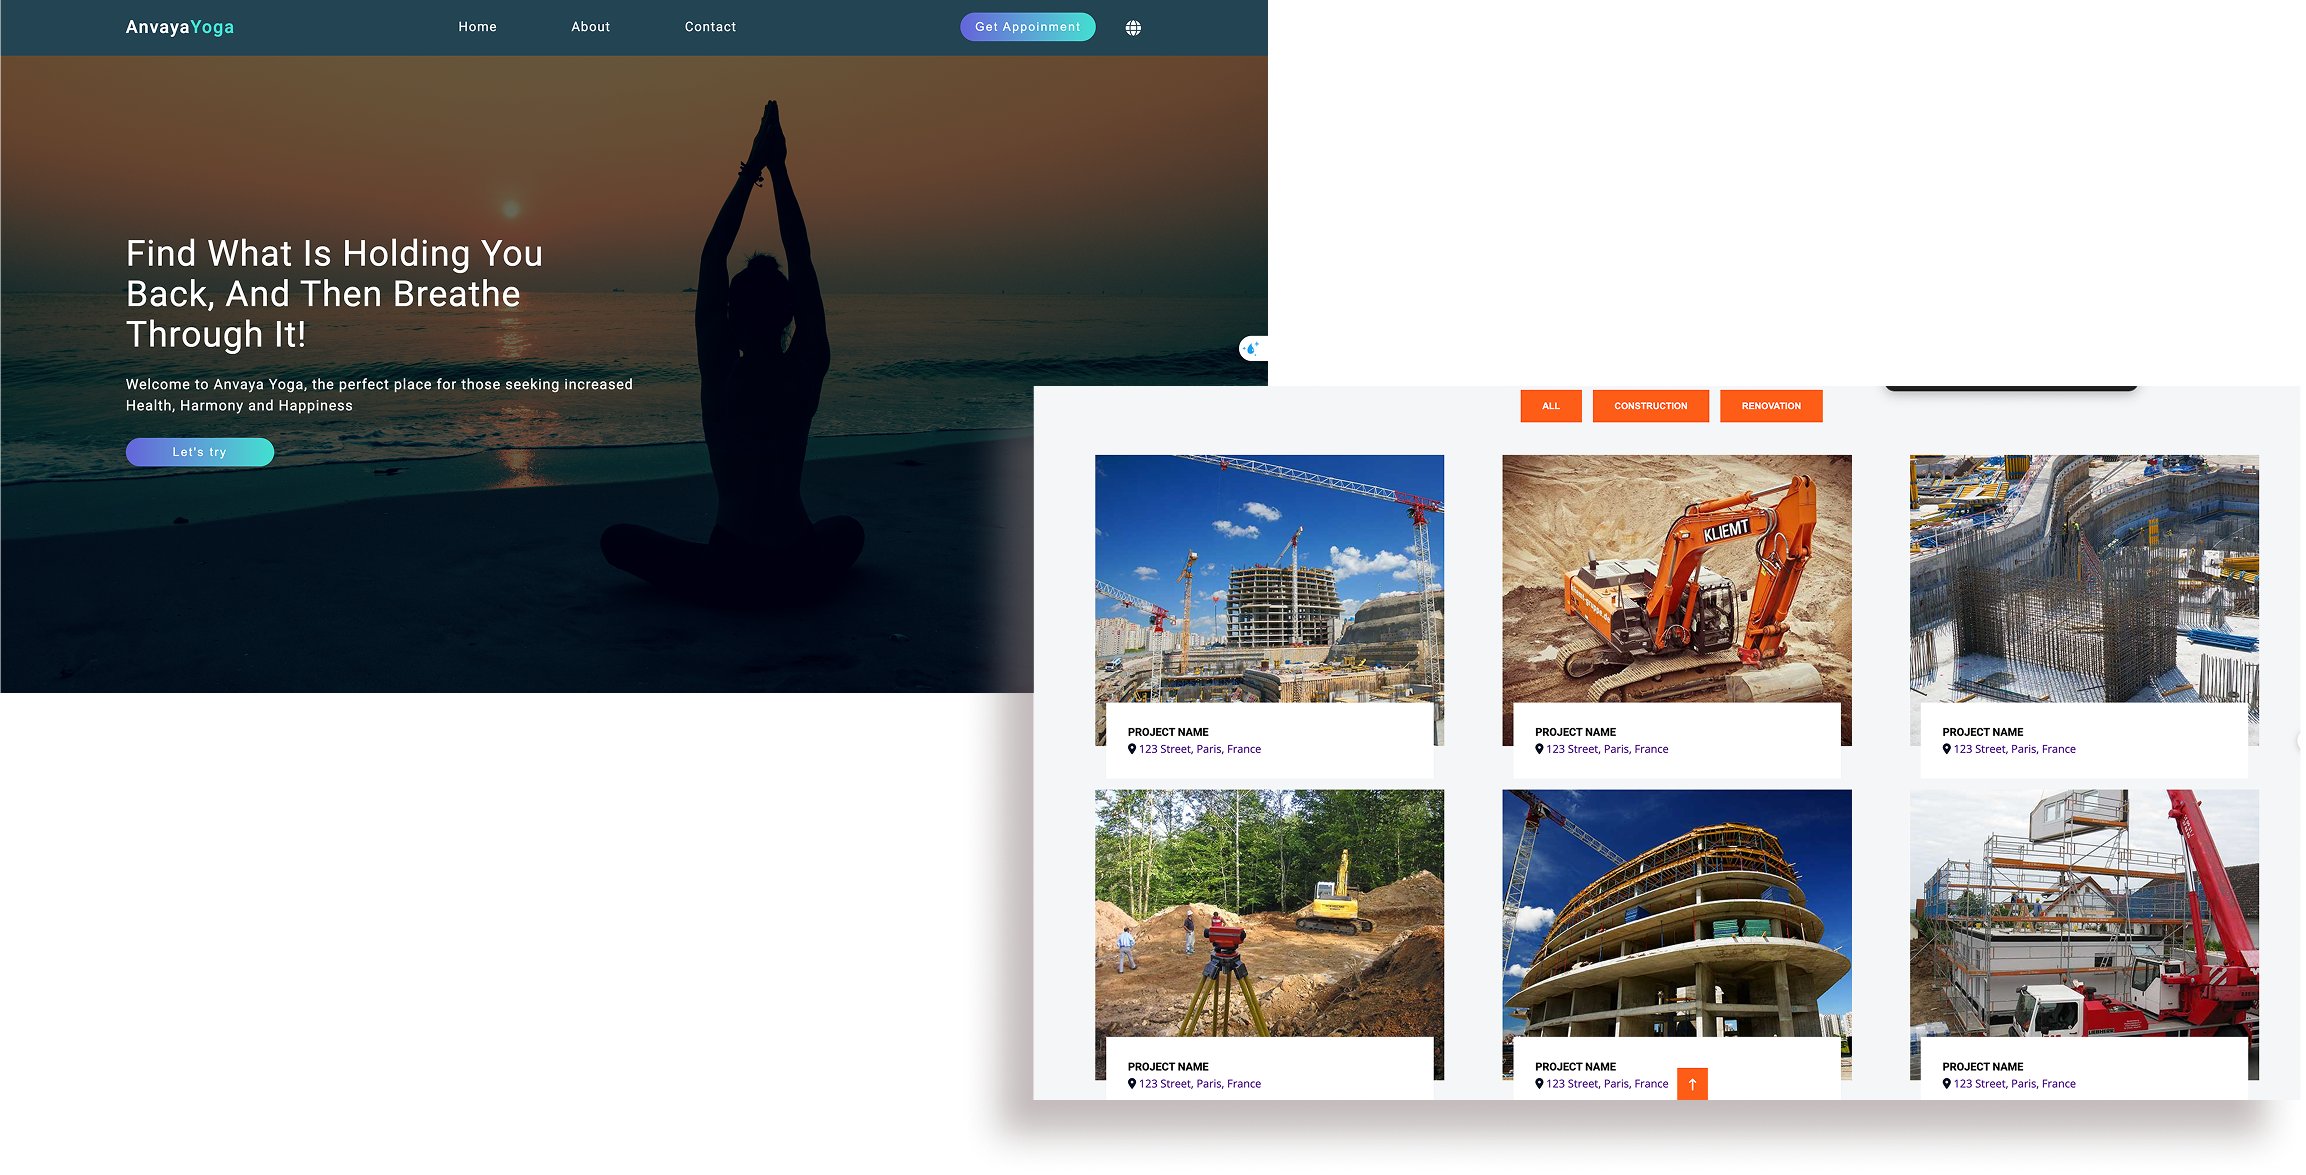 AnvayaYoga
Home
About
Contact
Get Appoinment
Find What Is Holding You
Back, And Then Breathe
Through It!
Welcome to Anvaya Yoga, the perfect place for those seeking increased
Health, Harmony and Happiness
Let's try
ALL
CONSTRUCTION
RENOVATION
KLIEMT
PROJECT NAME
123 Street, Paris, France
PROJECT NAME
123 Street, Paris, France
PROJECT NAME
123 Street, Paris, France
PROJECT NAME
123 Street, Paris, France
PROJECT NAME
123 Street, Paris, France
PROJECT NAME
123 Street, Paris, France